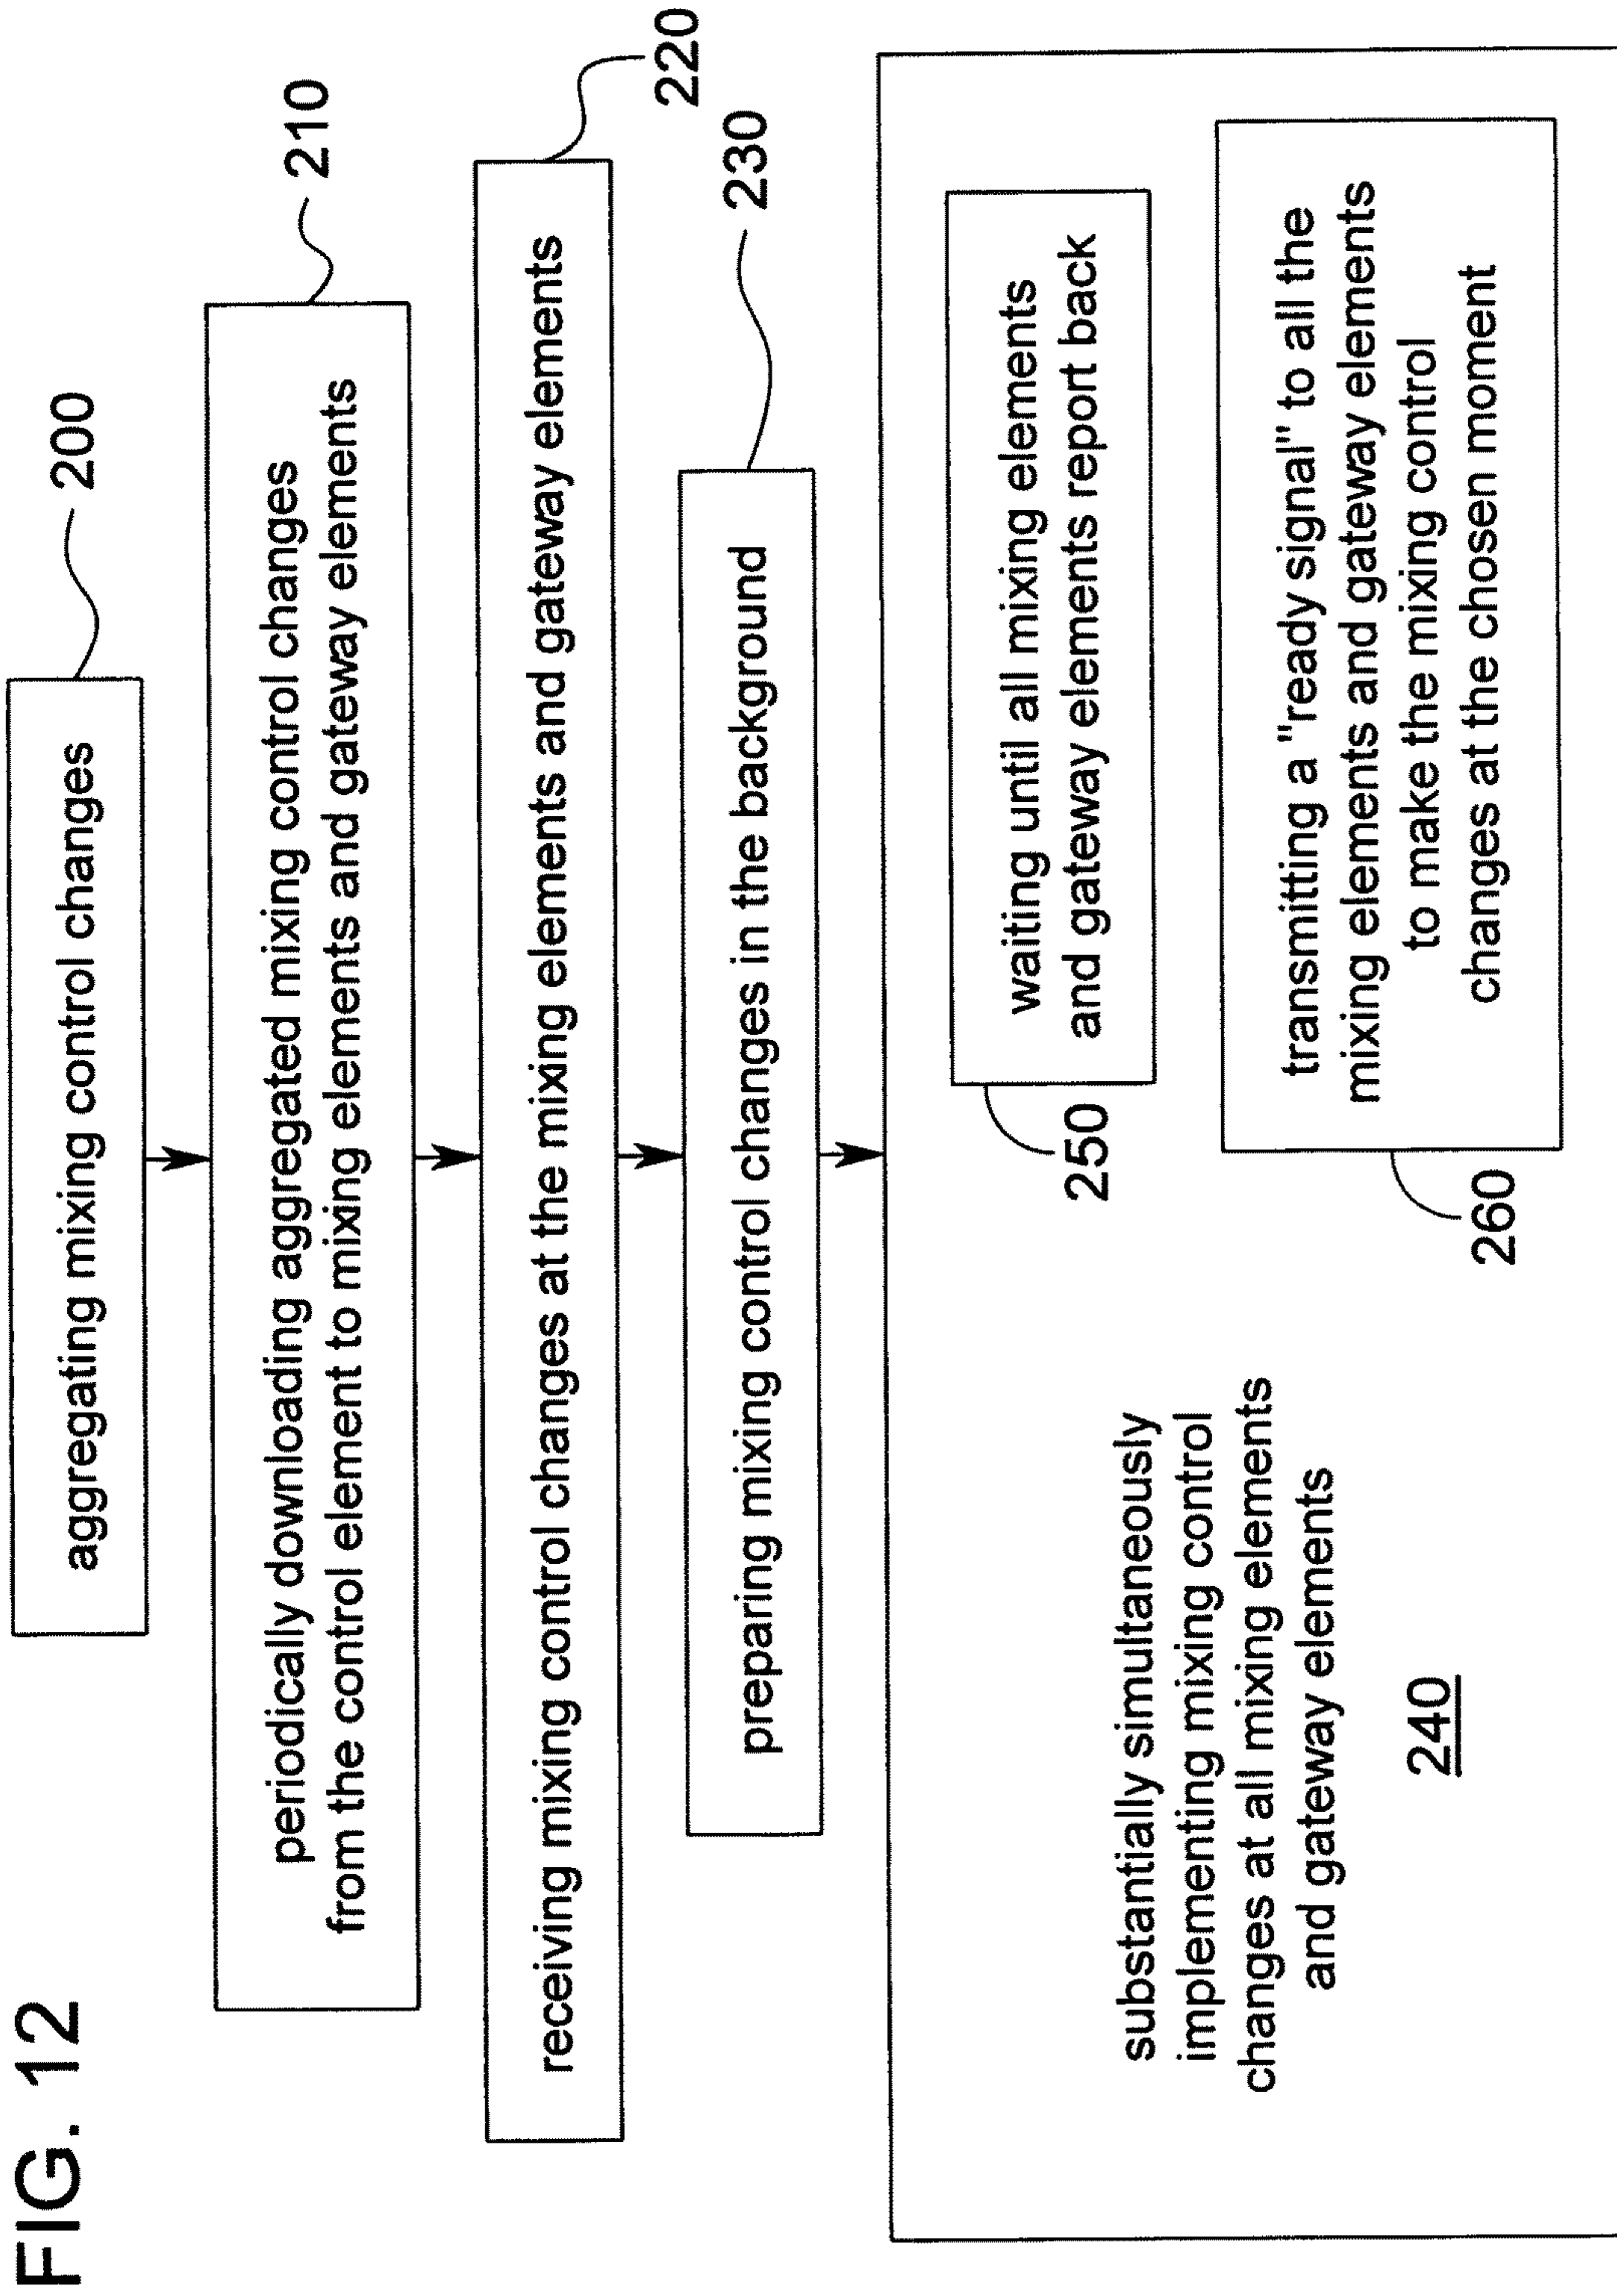 FIG. 12
aggregating mixing control changes
200
periodically downloading aggregated mixing control changes
from the control element to mixing elements and gateway elements
210
receiving mixing control changes at the mixing elements and gateway elements
220
preparing mixing control changes in the background
230
substantially simultaneously
implementing mixing control
changes at all mixing elements
and gateway elements
240
waiting until all mixing elements
and gateway elements report back
250
transmitting a "ready signal" to all the
mixing elements and gateway elements
to make the mixing control
changes at the chosen moment
260